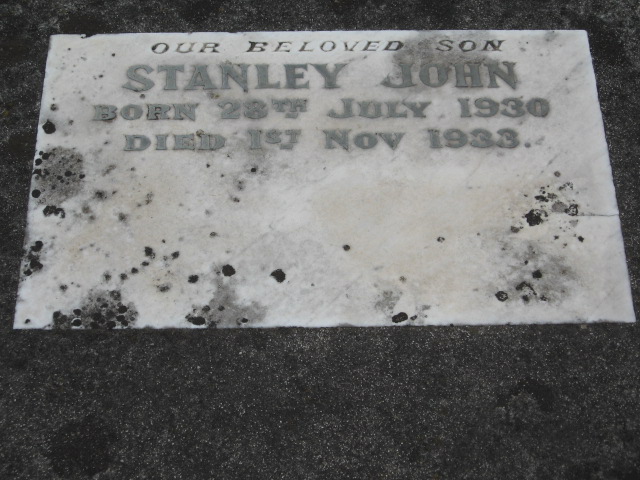 OUR BELOVED SON
STANLEY JOHN
BORN 28TH JULY 1930
DIED 1ST NOV 1933.